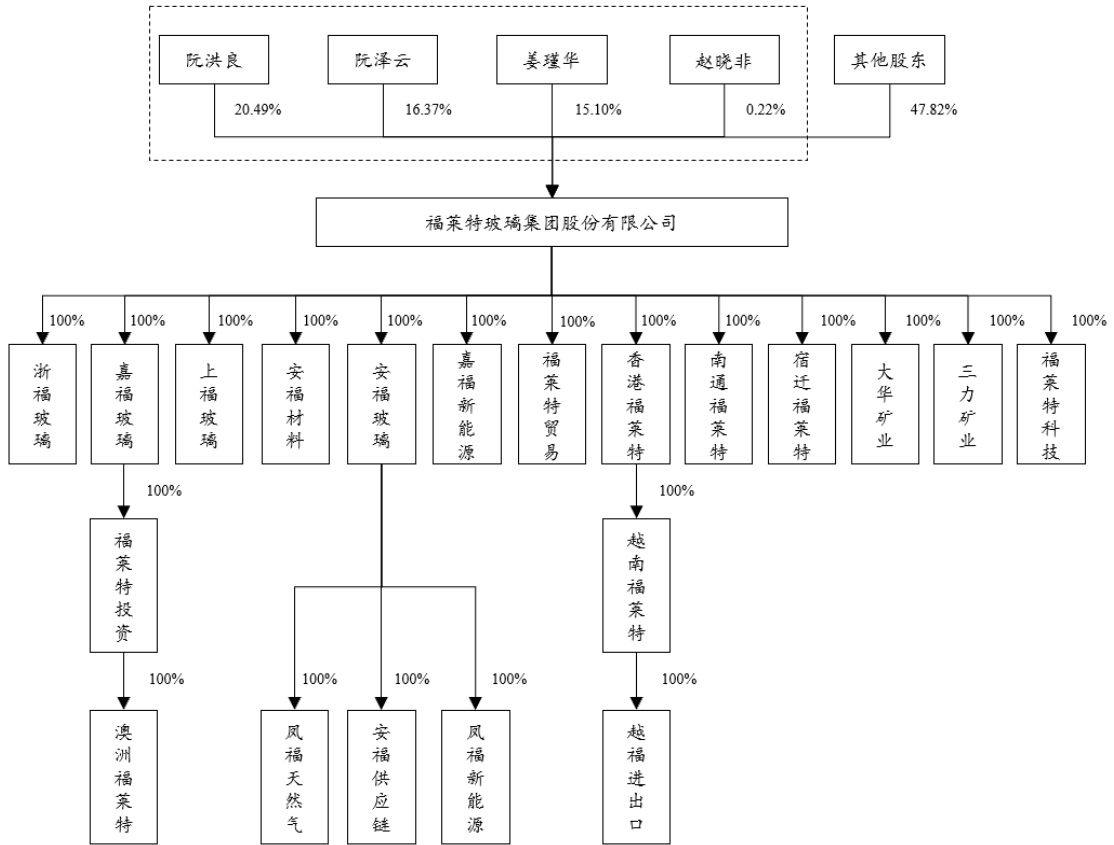 阮洪良
阮泽云
姜瑾华
赵晓非
其他股东
20.49%
16.37%
15.10%
0.22%
47.82%
福莱特玻璃集团股份有限公司
100%
100%
100%
100%
100%
100%
100%
100%
100%
100%
100%
100%
100%
浙福玻璃
嘉福玻璃
上福玻璃
安福材料
安福玻璃
嘉福新能源
福莱特贸易
香港福莱特
南通福莱特
宿迁福莱特
大华矿业
三力矿业
福莱特科技
100%
100%
福莱特投资
越南福莱特
100%
100%
100%
100%
100%
澳洲福莱特
凤福天然气
安福供应链
凤福新能源
越福进出口